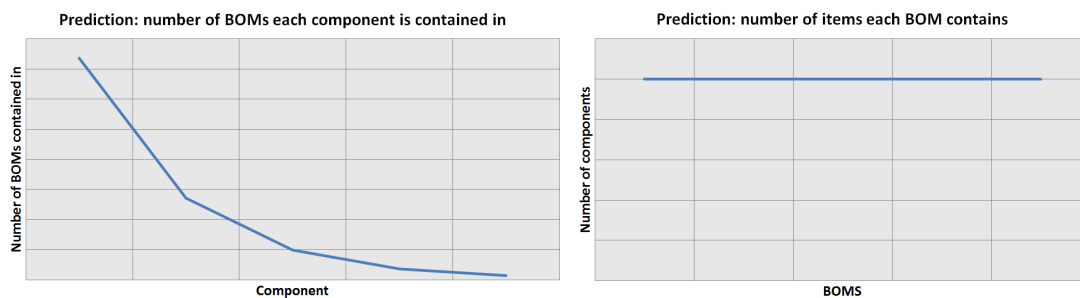 Prediction: number of BOMs each component is contained in
Number of BOMs contained in
Component
Prediction: number of items each BOM contains
Number of components
BOMS